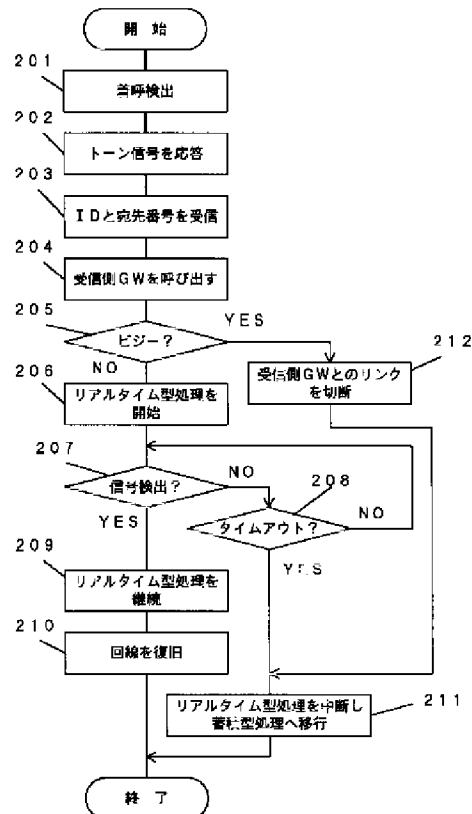 開 始
201
着呼検出
202
トーン信号を応答
203
IDと宛先番号を受信
204
受信側GWを呼び出す
205
ビジー？
YES
212
NO
受信側GWとのリンク
を切断
206
リアルタイム型処理を
開始
207
信号検出？
NO
208
YES
タイムアウト？
NO
YES
209
リアルタイム型処理を
継続
210
回線を復旧
リアルタイム型処理を中断し
蓄積型処理へ移行
211
終 了